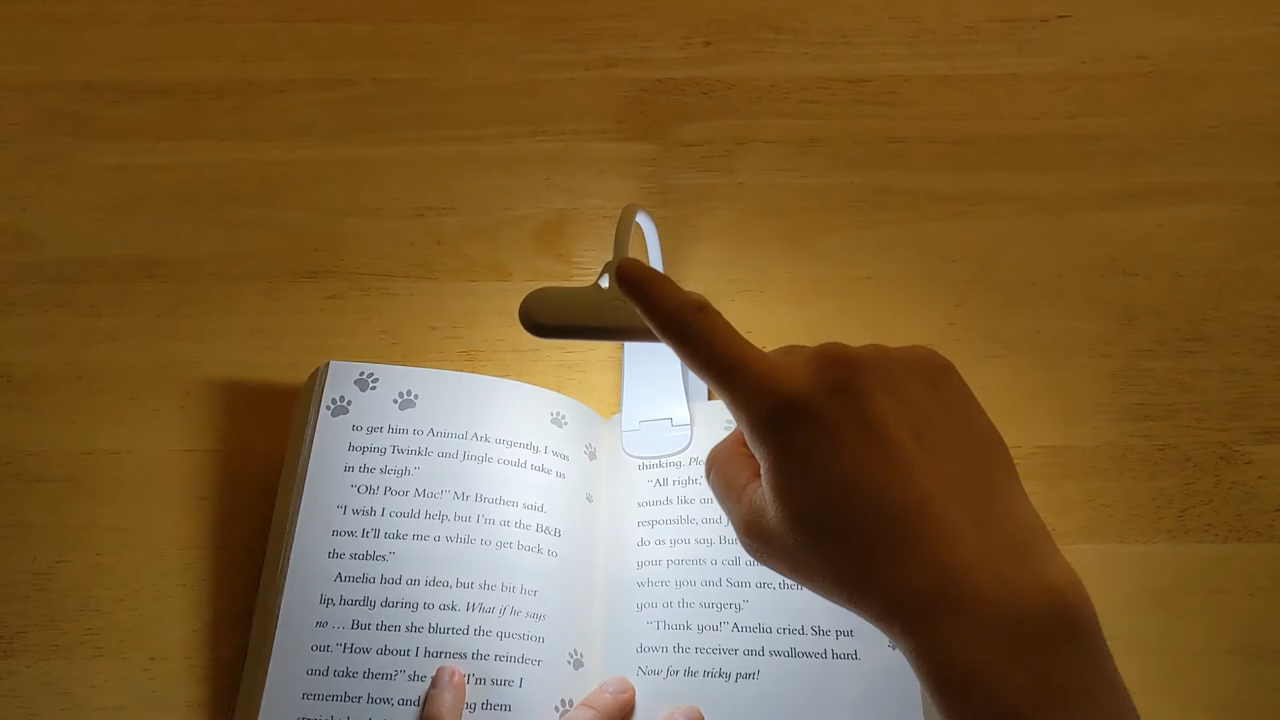 to get him to Animal Ark urgently. I was
hoping Twinkle and Jingle could take us
in the sleigh.”
“Oh! Poor Mac!” Mr Brathen said.
“I wish I could help, but I’m at the B&B
now. It’ll take me a while to get back to
the stables.”
Amelia had an idea, but she bit her
lip, hardly daring to ask. What if he says
no … But then she blurted the question
out. “How about I harness the reindeer
and take them?” she “I’m sure I
remember how, and them
thinking.
“All right,”
sounds like an
responsible, and
do as you say. But
your parents a call
where you and Sam are, then
you at the surgery.”
“Thank you!” Amelia cried. She put
down the receiver and swallowed hard.
Now for the tricky part!